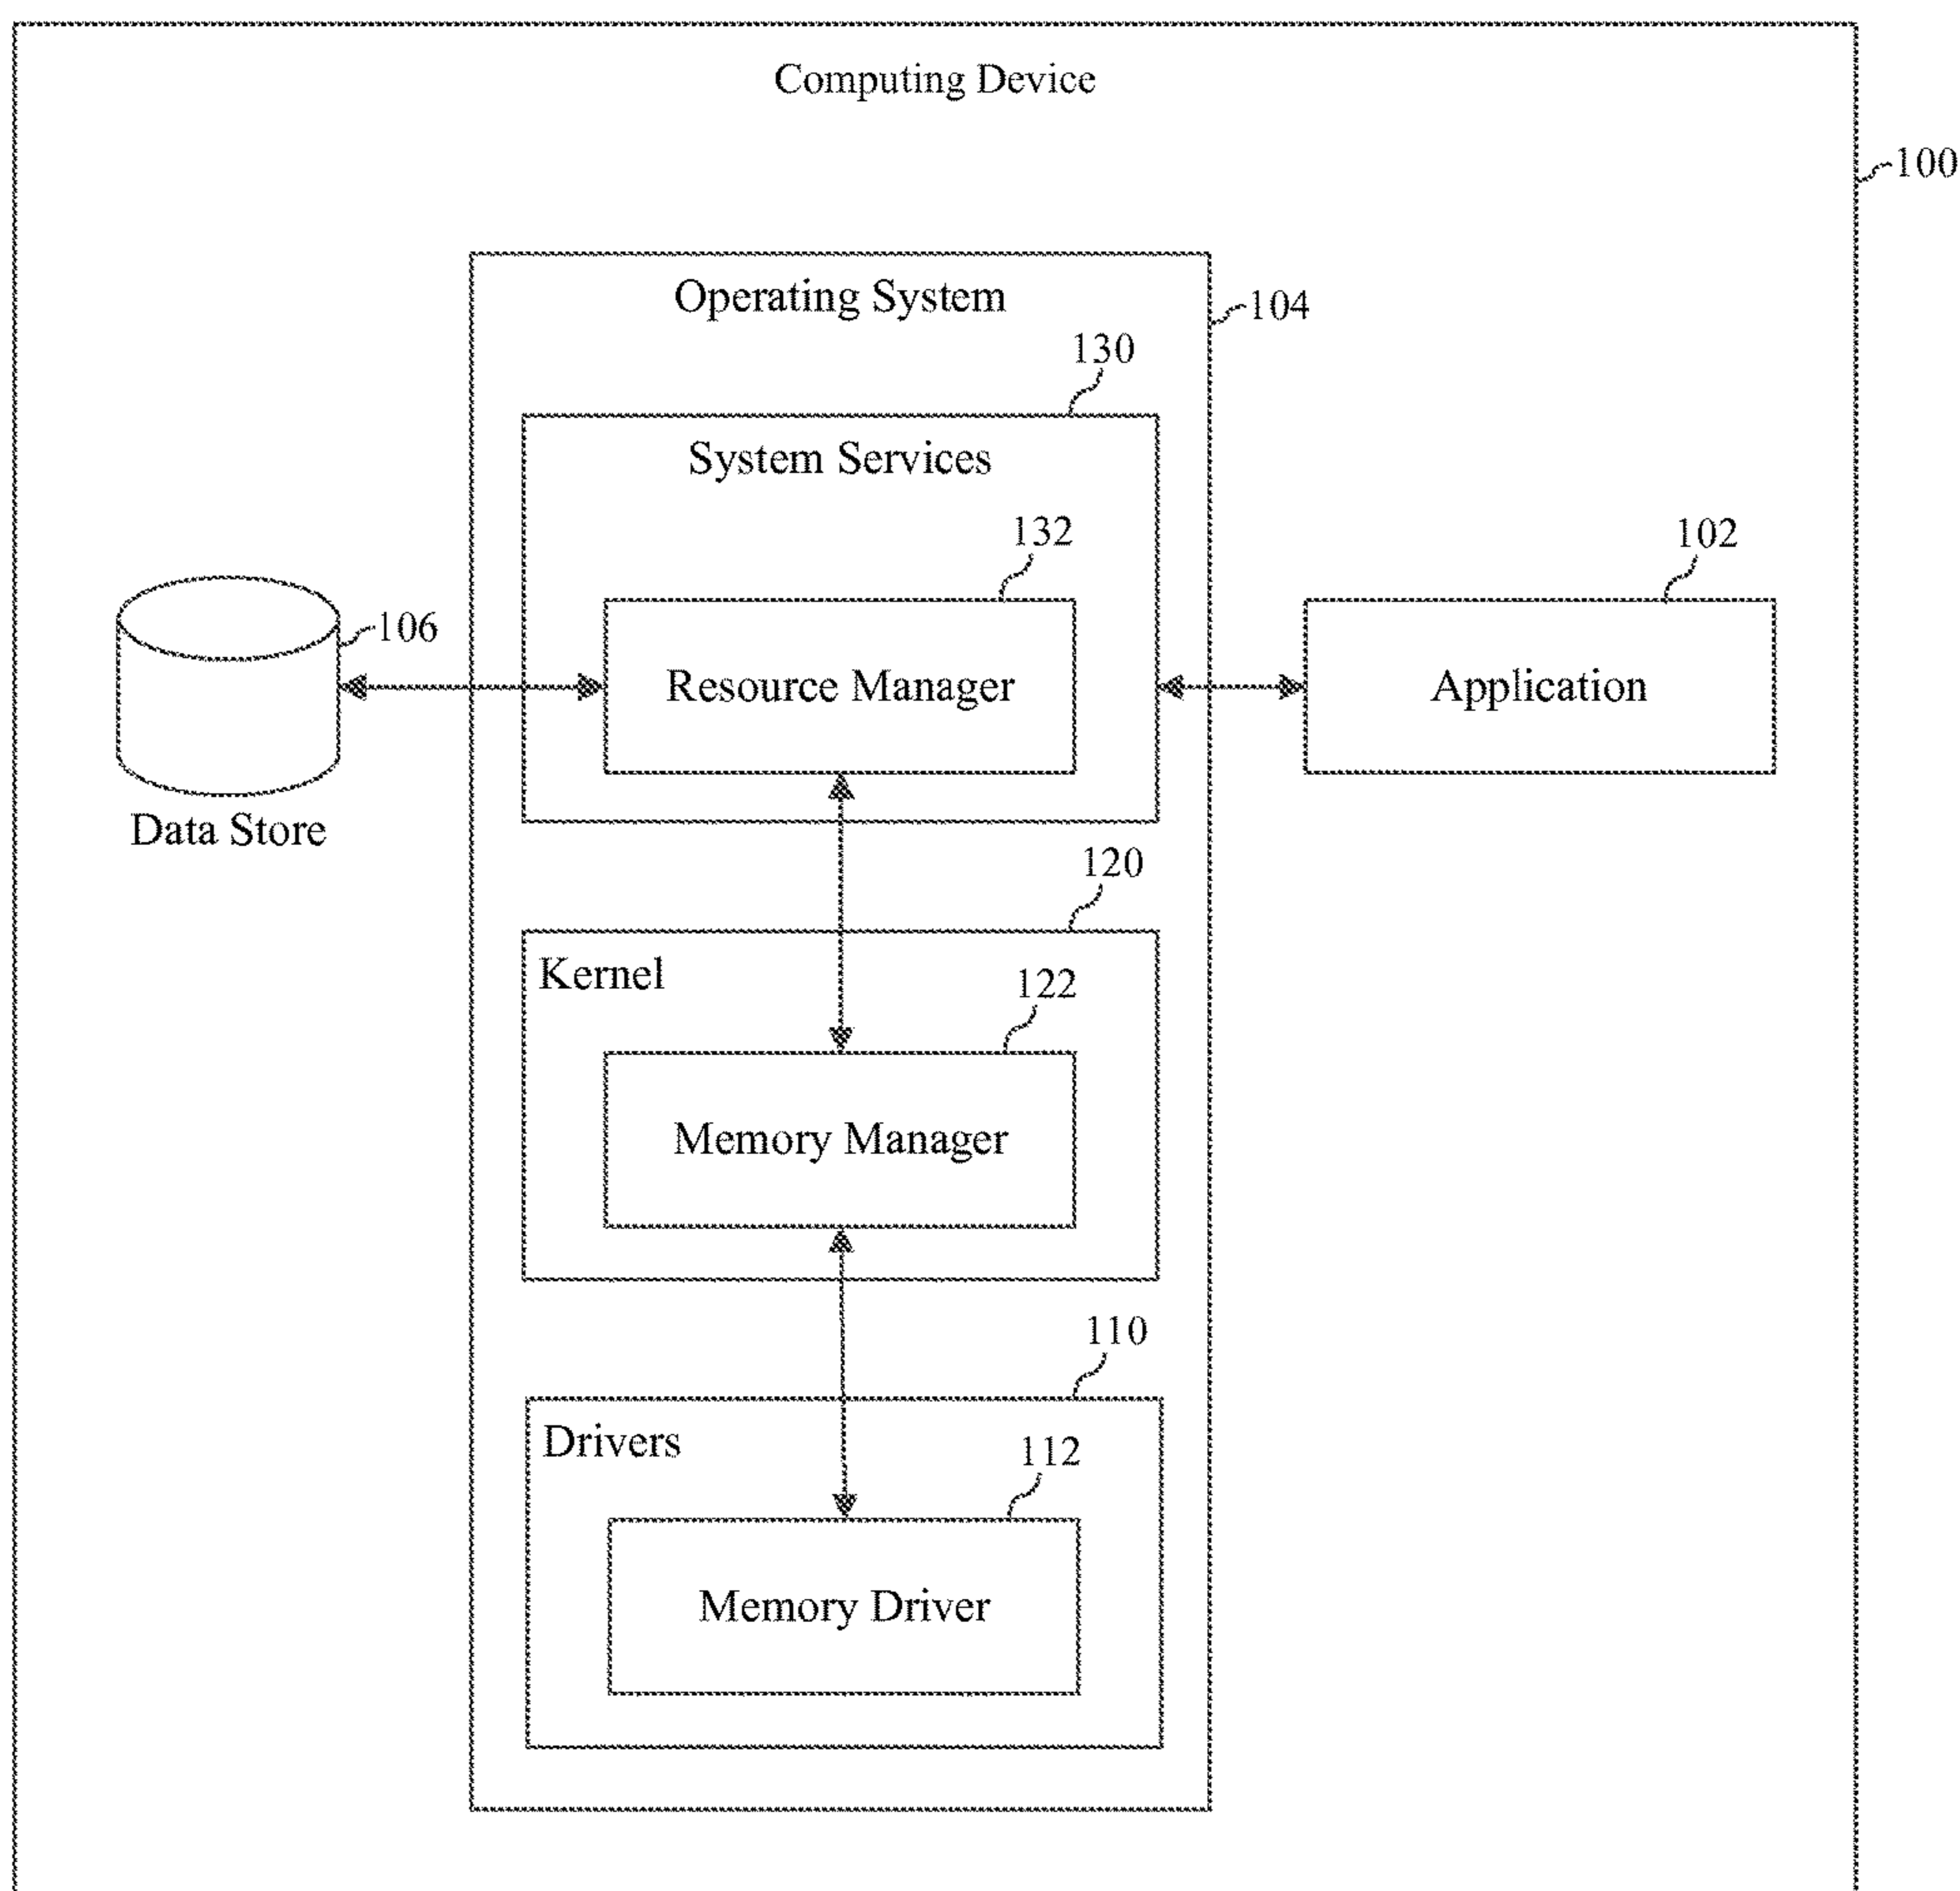 Computing Device
100
Operating System
104
130
System Services
132
102
106
Resource Manager
Application
Data Store
120
Kernel
122
Memory Manager
110
Drivers
112
Memory Driver